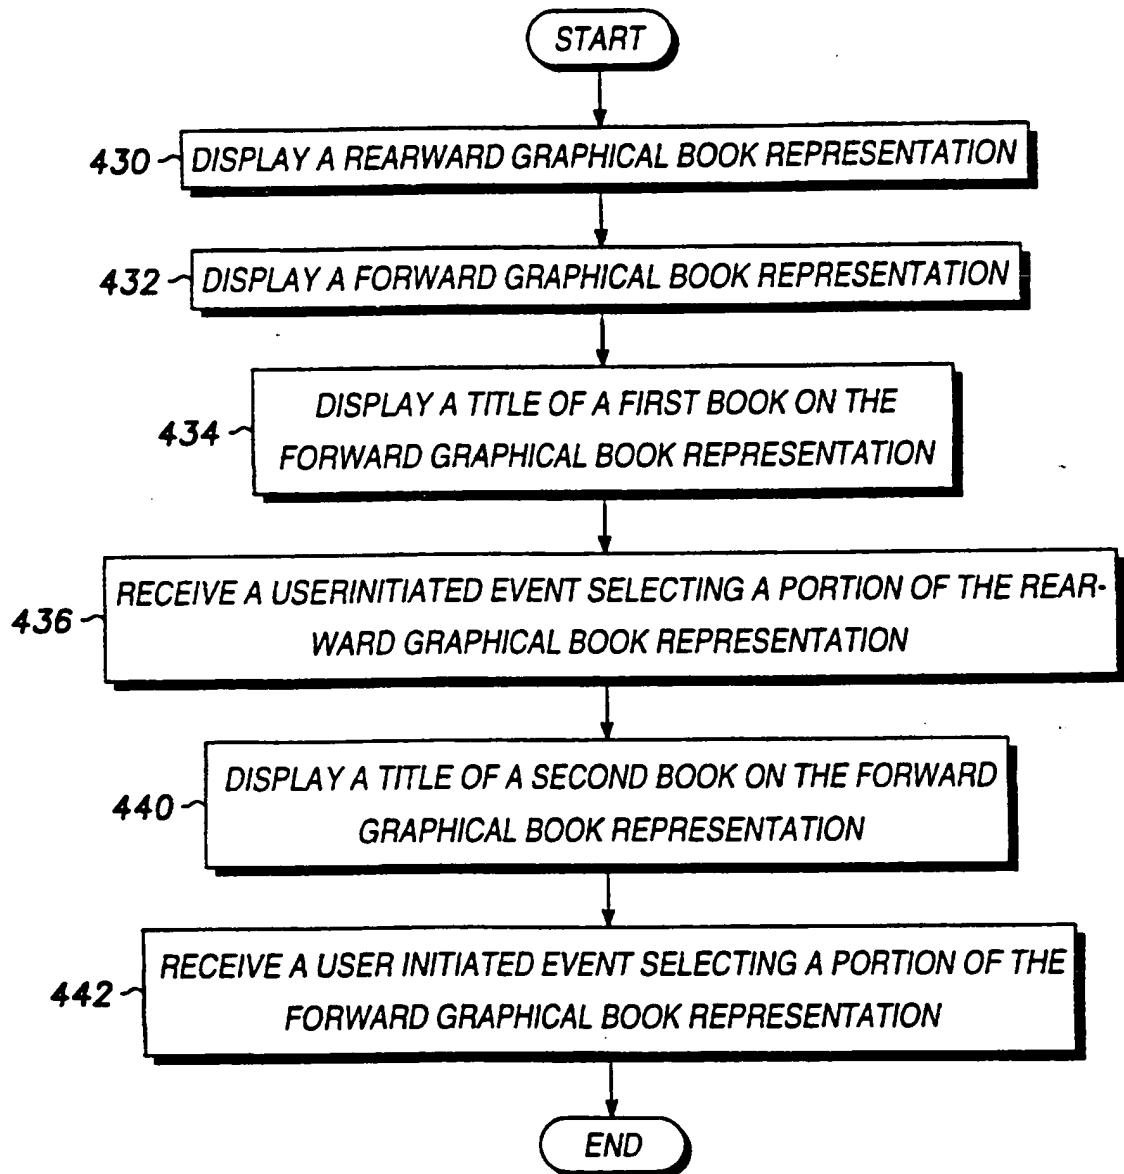 START
430 DISPLAY A REARWARD GRAPHICAL BOOK REPRESENTATION
432 DISPLAY A FORWARD GRAPHICAL BOOK REPRESENTATION
DISPLAY A TITLE OF A FIRST BOOK ON THE
434 FORWARD GRAPHICAL BOOK REPRESENTATION
RECEIVE A USERINITIATED EVENT SELECTING A PORTION OF THE REAR-
436 WARD GRAPHICAL BOOK REPRESENTATION
DISPLAY A TITLE OF A SECOND BOOK ON THE FORWARD
440 GRAPHICAL BOOK REPRESENTATION
RECEIVE A USER INITIATED EVENT SELECTING A PORTION OF THE
442 FORWARD GRAPHICAL BOOK REPRESENTATION
END